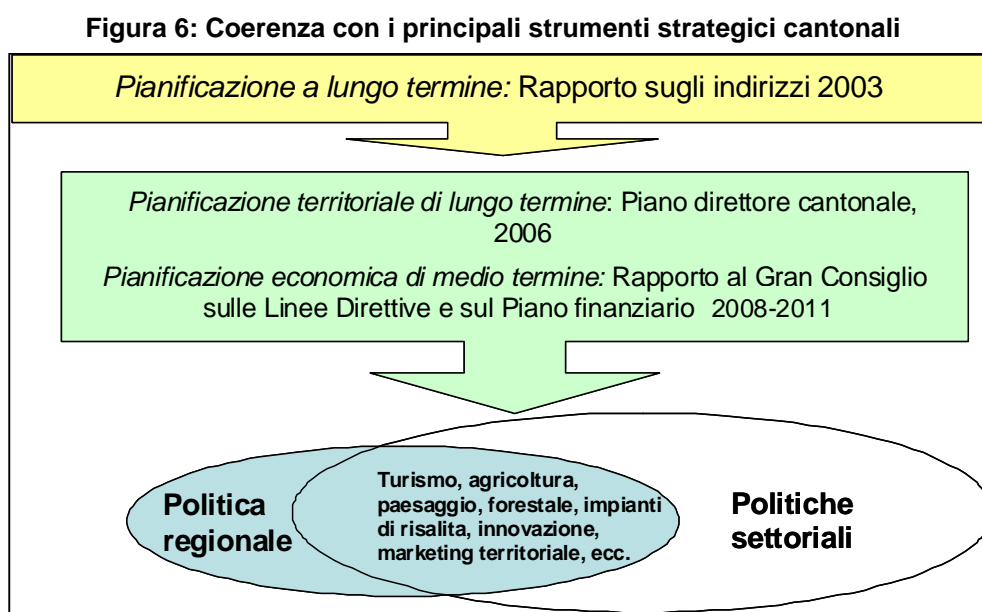 Figura 6: Coerenza con i principali strumenti strategici cantonali
Pianificazione a lungo termine: Rapporto sugli indirizzi 2003
Pianificazione territoriale di lungo termine: Piano direttore cantonale,
2006
Pianificazione economica di medio termine: Rapporto al Gran Consiglio
sulle Linee Direttive e sul Piano finanziario 2008-2011
Politica
regionale
Turismo, agricoltura,
paesaggio, forestale, impianti
di risalita, innovazione,
marketing territoriale, ecc.
Politiche
settoriali